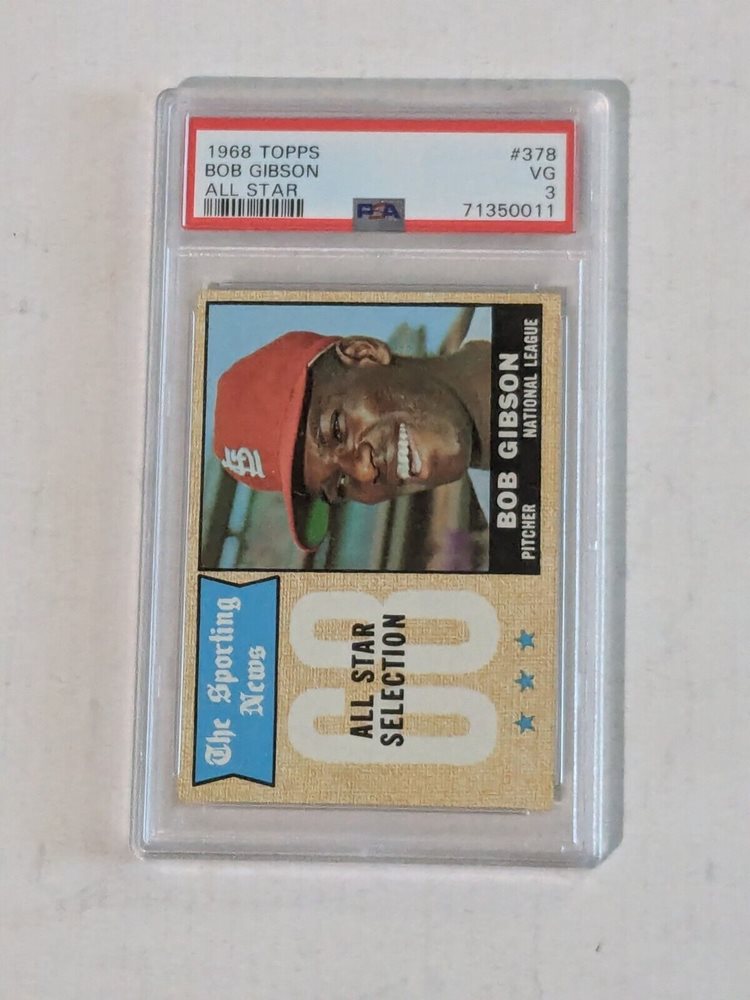 1968 TOPPS #378
BOB GIBSON VG
ALL STAR 3
PSA 71350011
The Sporting
News
68
ALL STAR
SELECTION
StL
BOB GIBSON
PITCHER NATIONAL LEAGUE